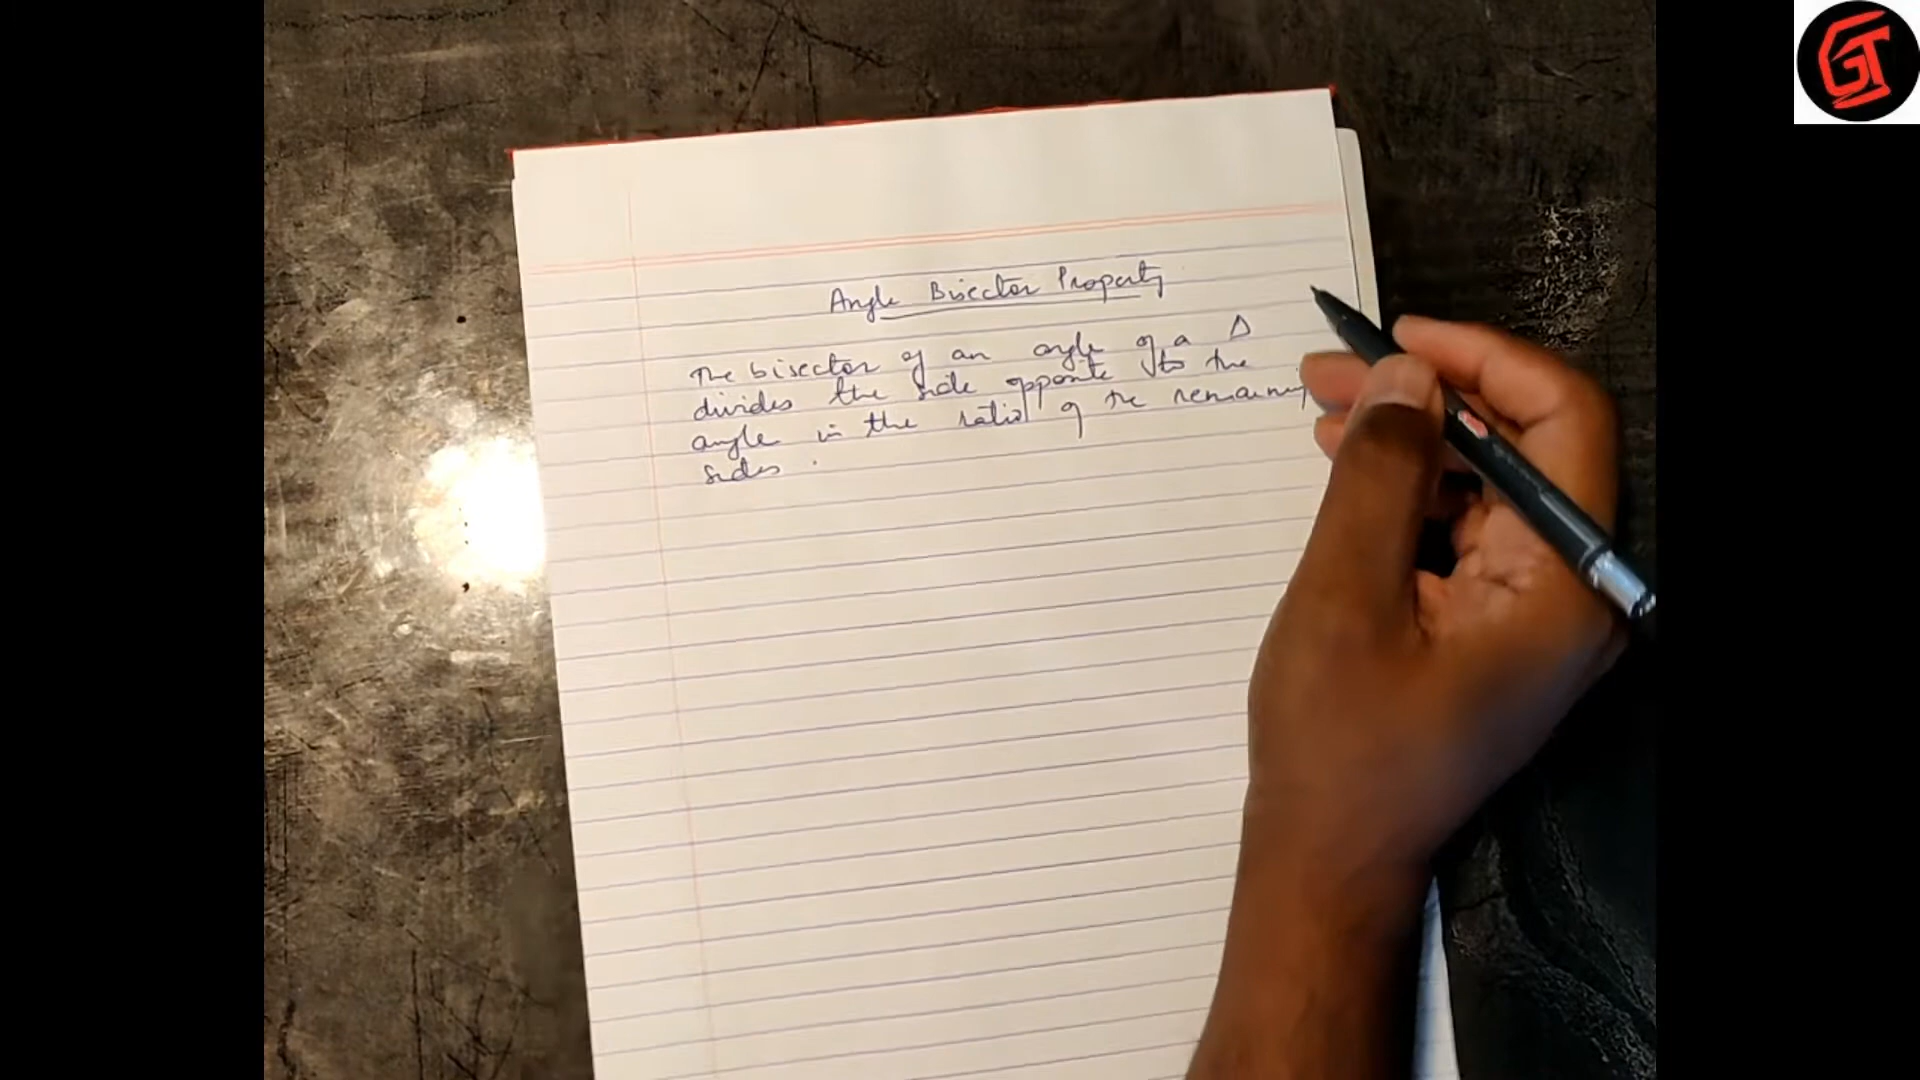 Angle Bisector Property
The bisector of an angle of a Δ
divides the side opposite to the
angle in the ratio of the remaining
sides.
GT